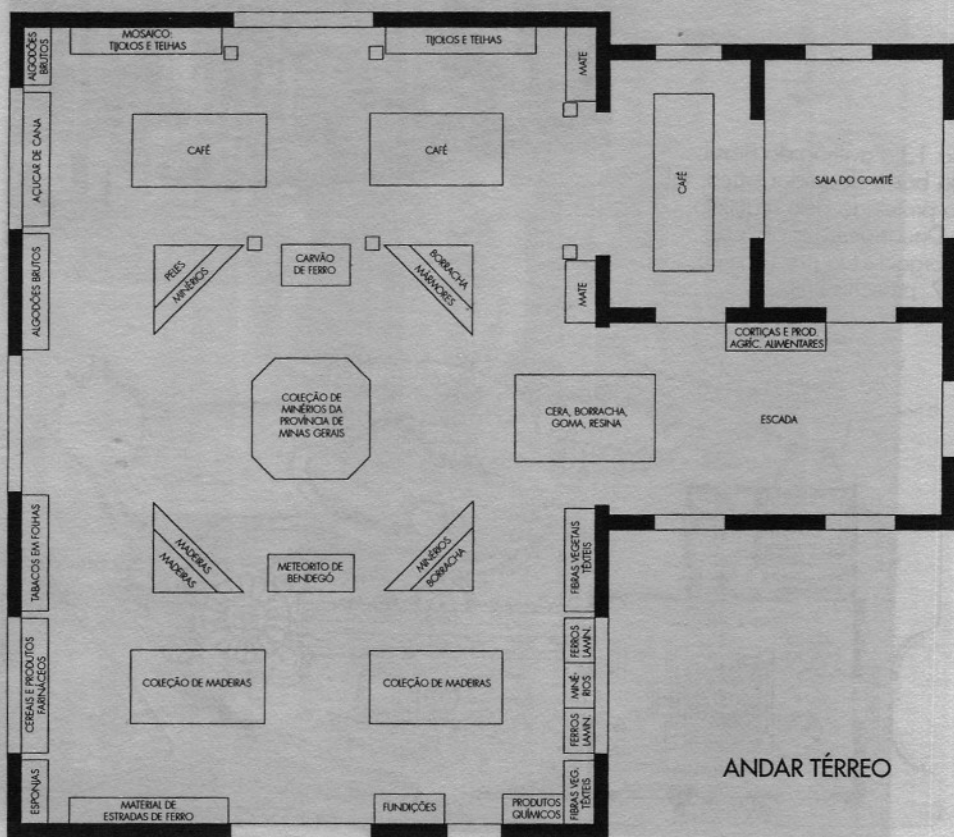 ALGODÕES
BRUTOS
MOSAICO:
TIJOLOS E TELHAS
TIJOLOS E TELHAS
MATE
AÇUCAR DE CANA
CAFÉ
CAFÉ
CAFÉ
SALA DO COMITÊ
ALGODÕES BRUTOS
PELES
MINÉRIOS
CARVÃO
DE FERRO
BORRACHA
MÁRMORES
MATE
CORTIÇAS E PROD.
AGRÍC. ALIMENTARES
COLEÇÃO DE
MINÉRIOS DA
PROVÍNCIA DE
MINAS GERAIS
CERA, BORRACHA,
GOMA, RESINA
ESCADA
TABACOS EM FOLHAS
MADEIRAS
MADEIRAS
METEORITO DE
BENDEGÓ
MINÉRIOS
BORRACHA
FIBRAS VEGETAIS
TÊXTEIS
CEREAIS E PRODUTOS
FARINÁCEOS
COLEÇÃO DE MADEIRAS
COLEÇÃO DE MADEIRAS
FERROS
LAMIN.
MINÉ-
RIOS
FERROS
LAMIN.
ESPONJAS
MATERIAL DE
ESTRADAS DE FERRO
FUNDIÇÕES
PRODUTOS
QUÍMICOS
FIBRAS VEG.
TÊXTEIS
ANDAR TÉRREO